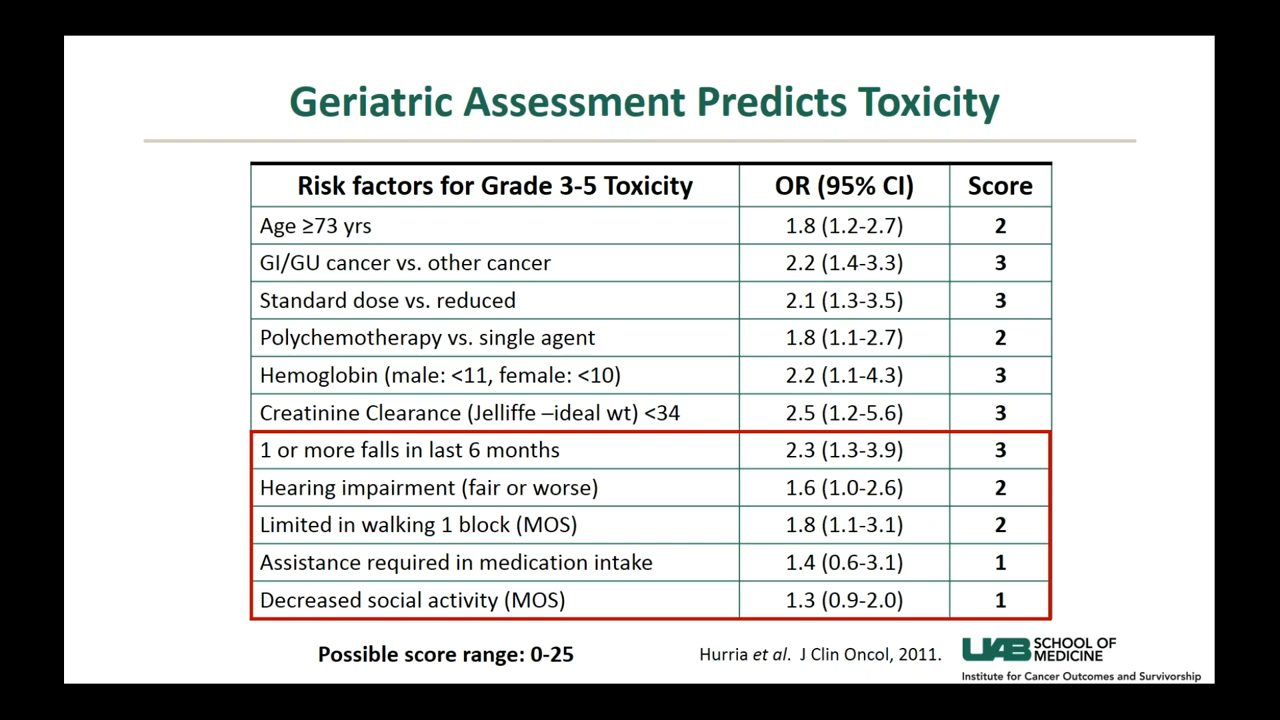 Geriatric Assessment Predicts Toxicity
Risk factors for Grade 3-5 Toxicity OR (95% CI) Score
Age ≥73 yrs 1.8 (1.2-2.7) 2
GI/GU cancer vs. other cancer 2.2 (1.4-3.3) 3
Standard dose vs. reduced 2.1 (1.3-3.5) 3
Polychemotherapy vs. single agent 1.8 (1.1-2.7) 2
Hemoglobin (male: <11, female: <10) 2.2 (1.1-4.3) 3
Creatinine Clearance (Jelliffe –ideal wt) <34 2.5 (1.2-5.6) 3
1 or more falls in last 6 months 2.3 (1.3-3.9) 3
Hearing impairment (fair or worse) 1.6 (1.0-2.6) 2
Limited in walking 1 block (MOS) 1.8 (1.1-3.1) 2
Assistance required in medication intake 1.4 (0.6-3.1) 1
Decreased social activity (MOS) 1.3 (0.9-2.0) 1
Possible score range: 0-25
Hurria et al. J Clin Oncol, 2011.
UAB SCHOOL OF
MEDICINE
Institute for Cancer Outcomes and Survivorship